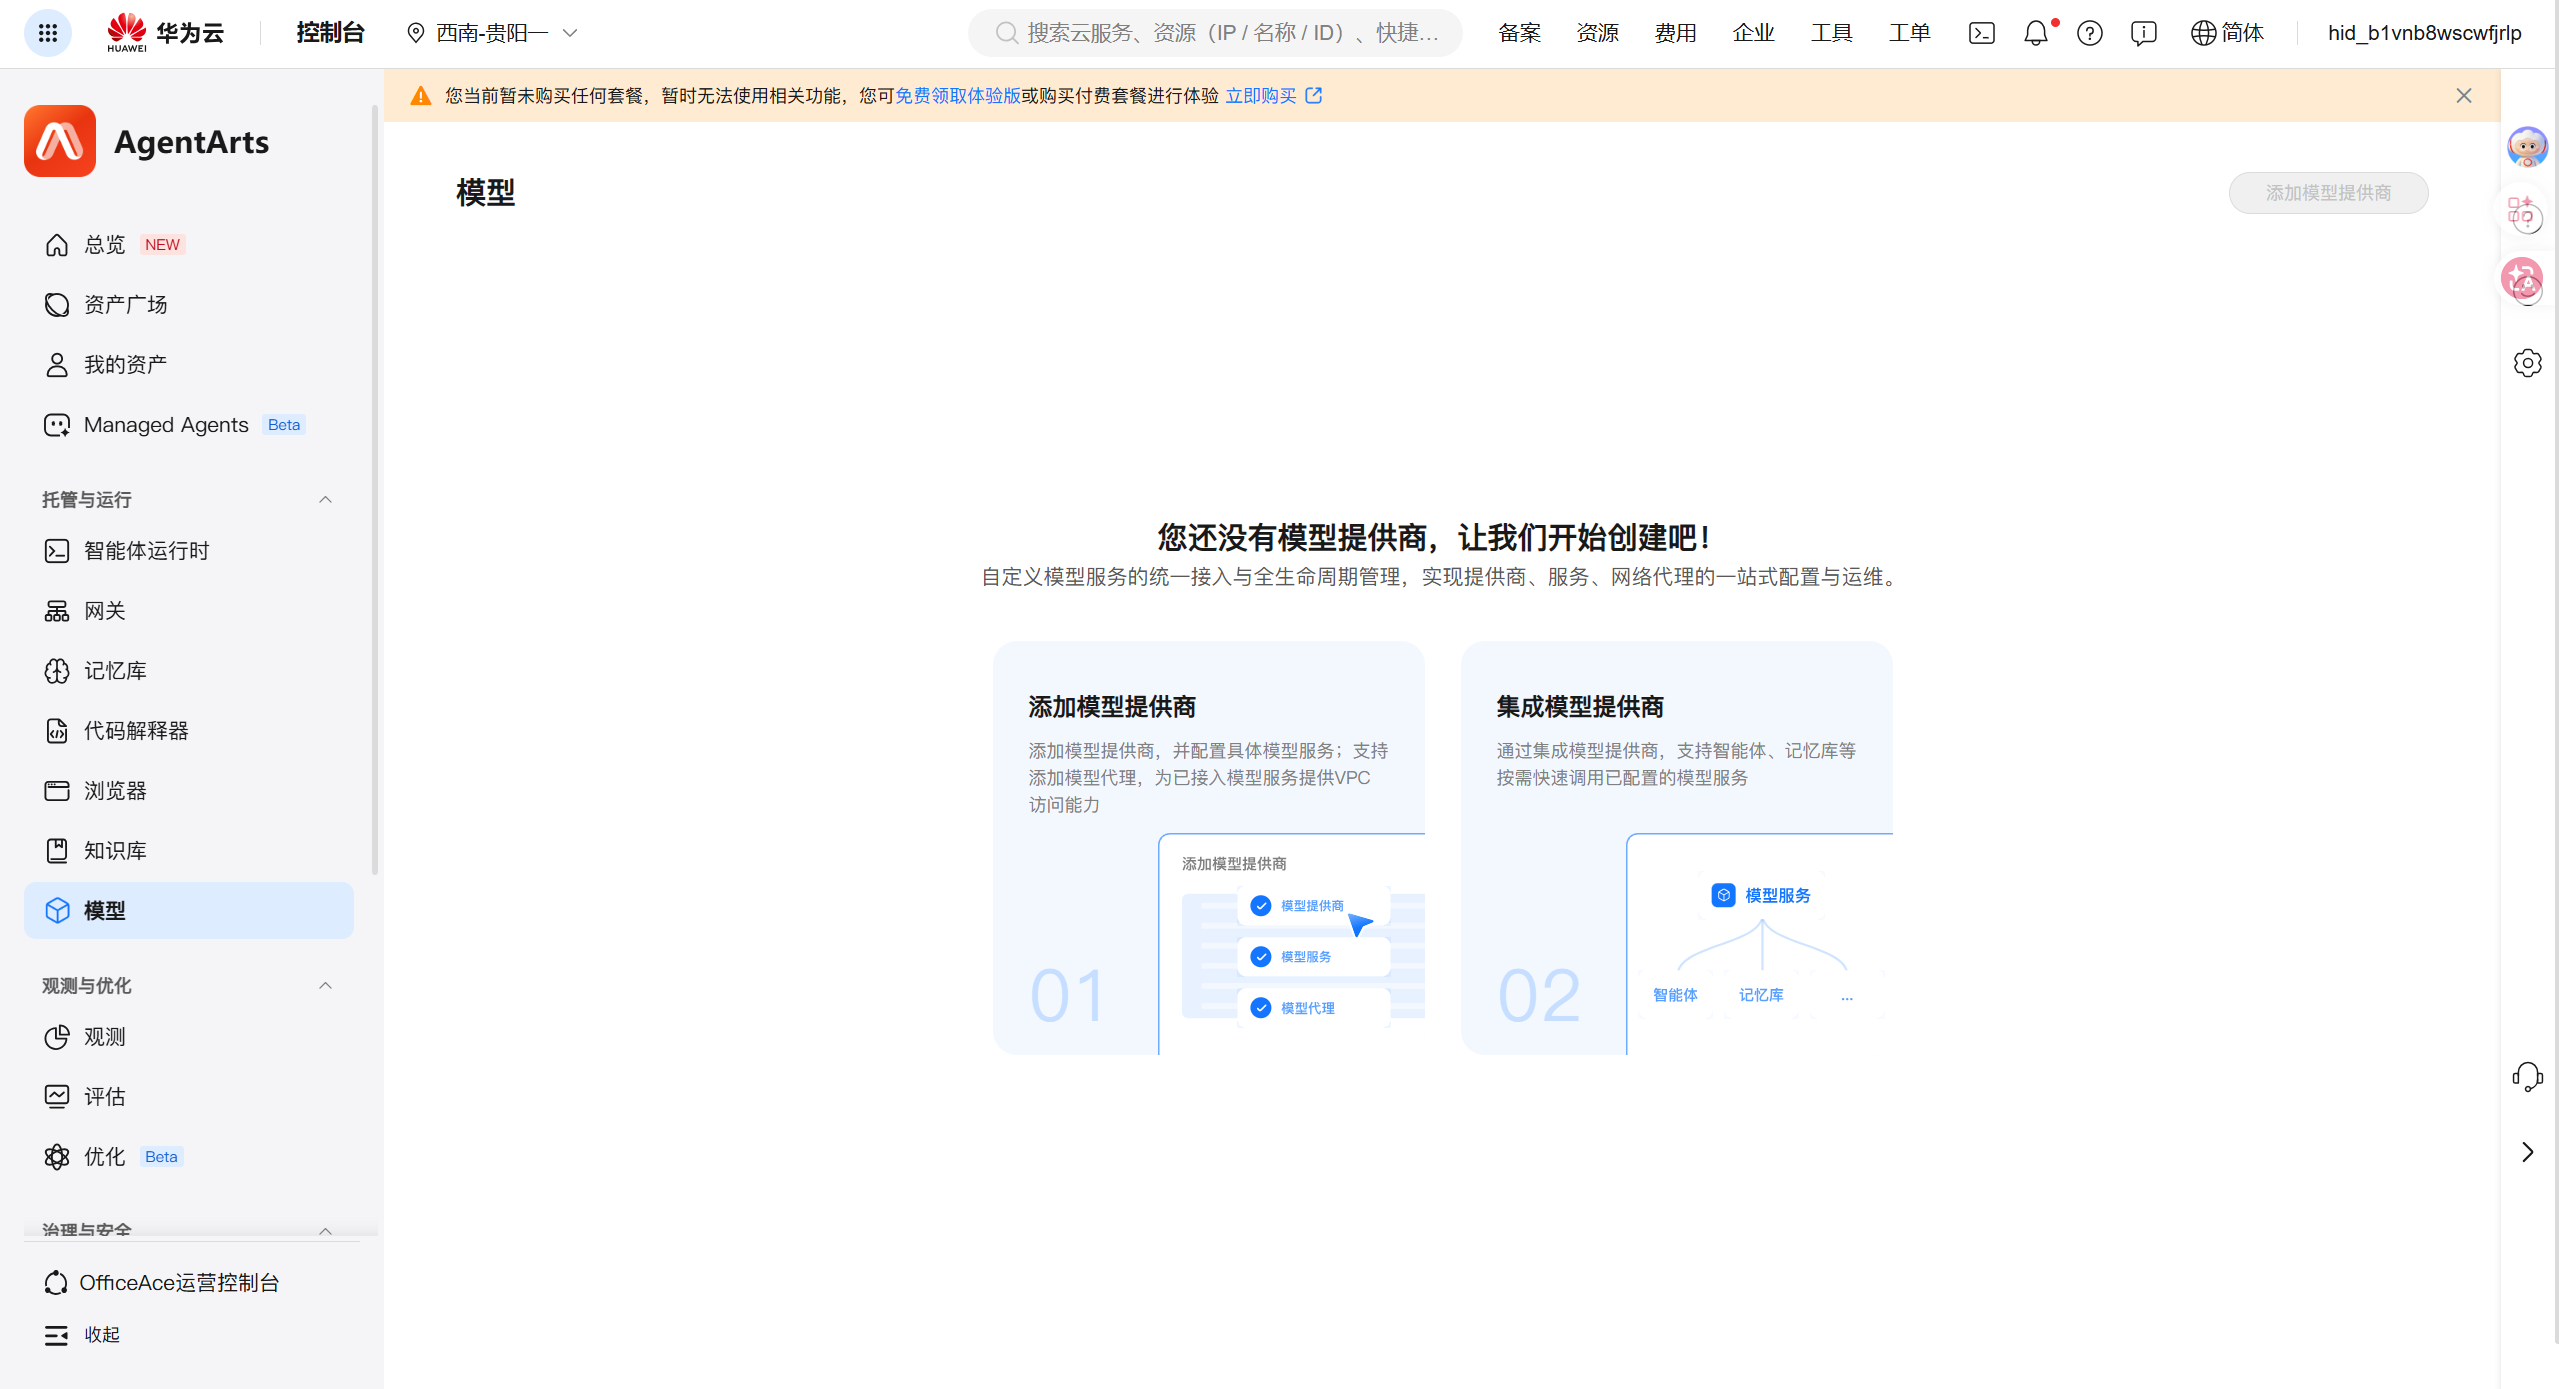 HUAWEI 华为云 控制台 西南-贵阳一 搜索云服务、资源（IP / 名称 / ID）、快捷... 备案 资源 费用 企业 工具 工单 简体 hid_b1vnb8wscwfjrlp
您当前暂未购买任何套餐，暂时无法使用相关功能，您可免费领取体验版或购买付费套餐进行体验 立即购买
AgentArts
总览 NEW
资产广场
我的资产
Managed Agents Beta
托管与运行
智能体运行时
网关
记忆库
代码解释器
浏览器
知识库
模型
观测与优化
观测
评估
优化 Beta
治理与安全
OfficeAce运营控制台
收起
模型
添加模型提供商
您还没有模型提供商，让我们开始创建吧！
自定义模型服务的统一接入与全生命周期管理，实现提供商、服务、网络代理的一站式配置与运维。
添加模型提供商
添加模型提供商，并配置具体模型服务；支持
添加模型代理，为已接入模型服务提供VPC
访问能力
01
添加模型提供商
模型提供商
模型服务
模型代理
集成模型提供商
通过集成模型提供商，支持智能体、记忆库等
按需快速调用已配置的模型服务
02
模型服务
智能体 记忆库 ...